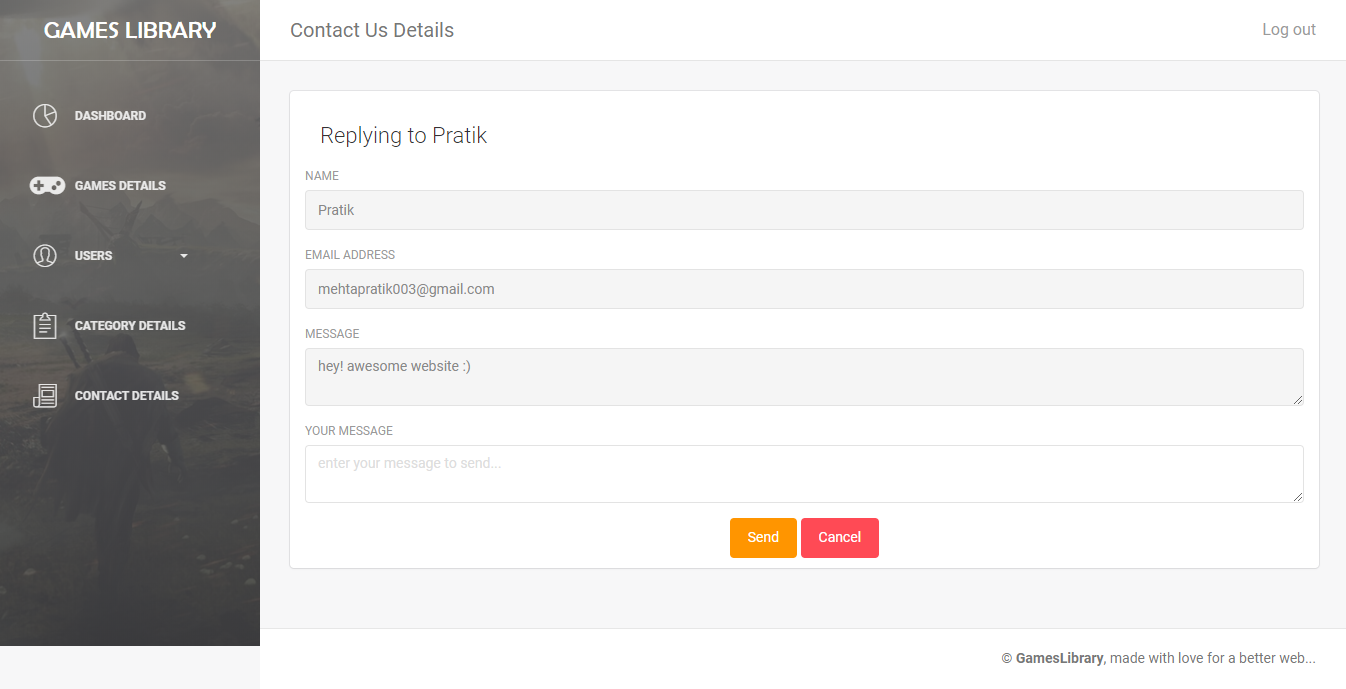 GAMES LIBRARY
Contact Us Details
Log out
DASHBOARD
GAMES DETAILS
USERS
CATEGORY DETAILS
CONTACT DETAILS
Replying to Pratik
NAME
Pratik
EMAIL ADDRESS
mehtapratik003@gmail.com
MESSAGE
hey! awesome website :)
YOUR MESSAGE
enter your message to send...
Send
Cancel
© GamesLibrary, made with love for a better web...